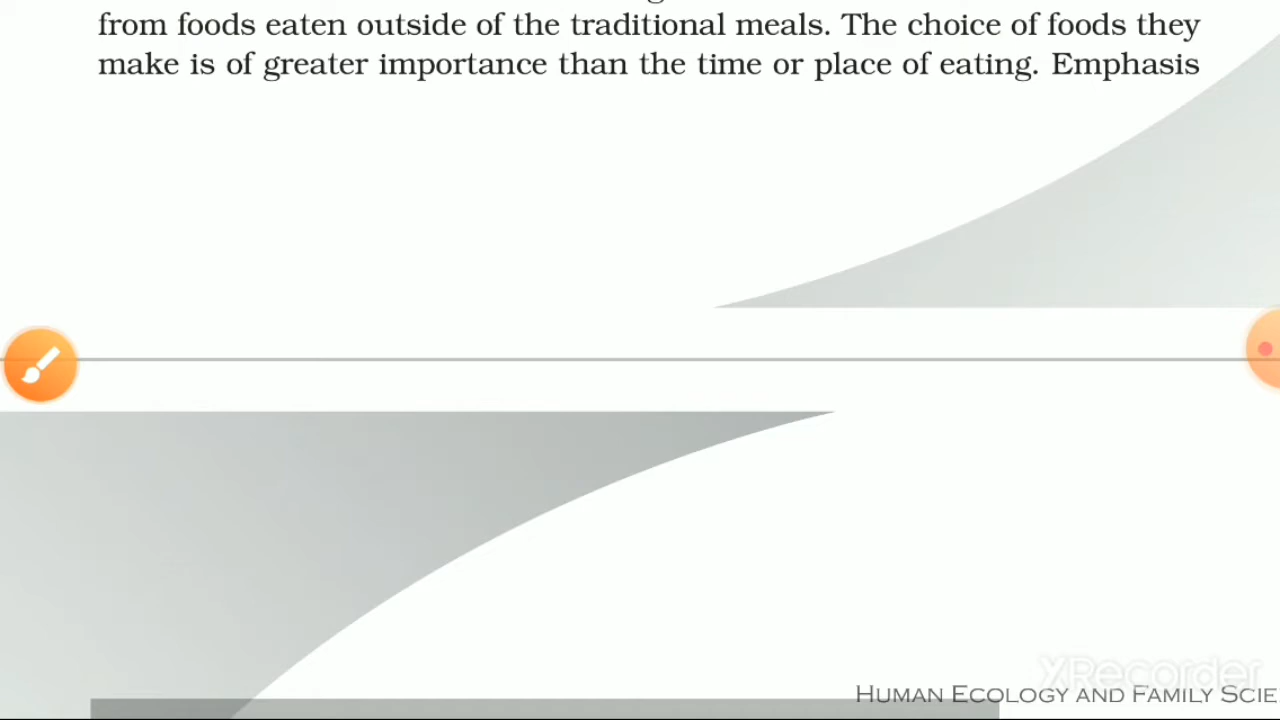 from foods eaten outside of the traditional meals. The choice of foods they
make is of greater importance than the time or place of eating. Emphasis
XRecorder
HUMAN ECOLOGY AND FAMILY SCIE